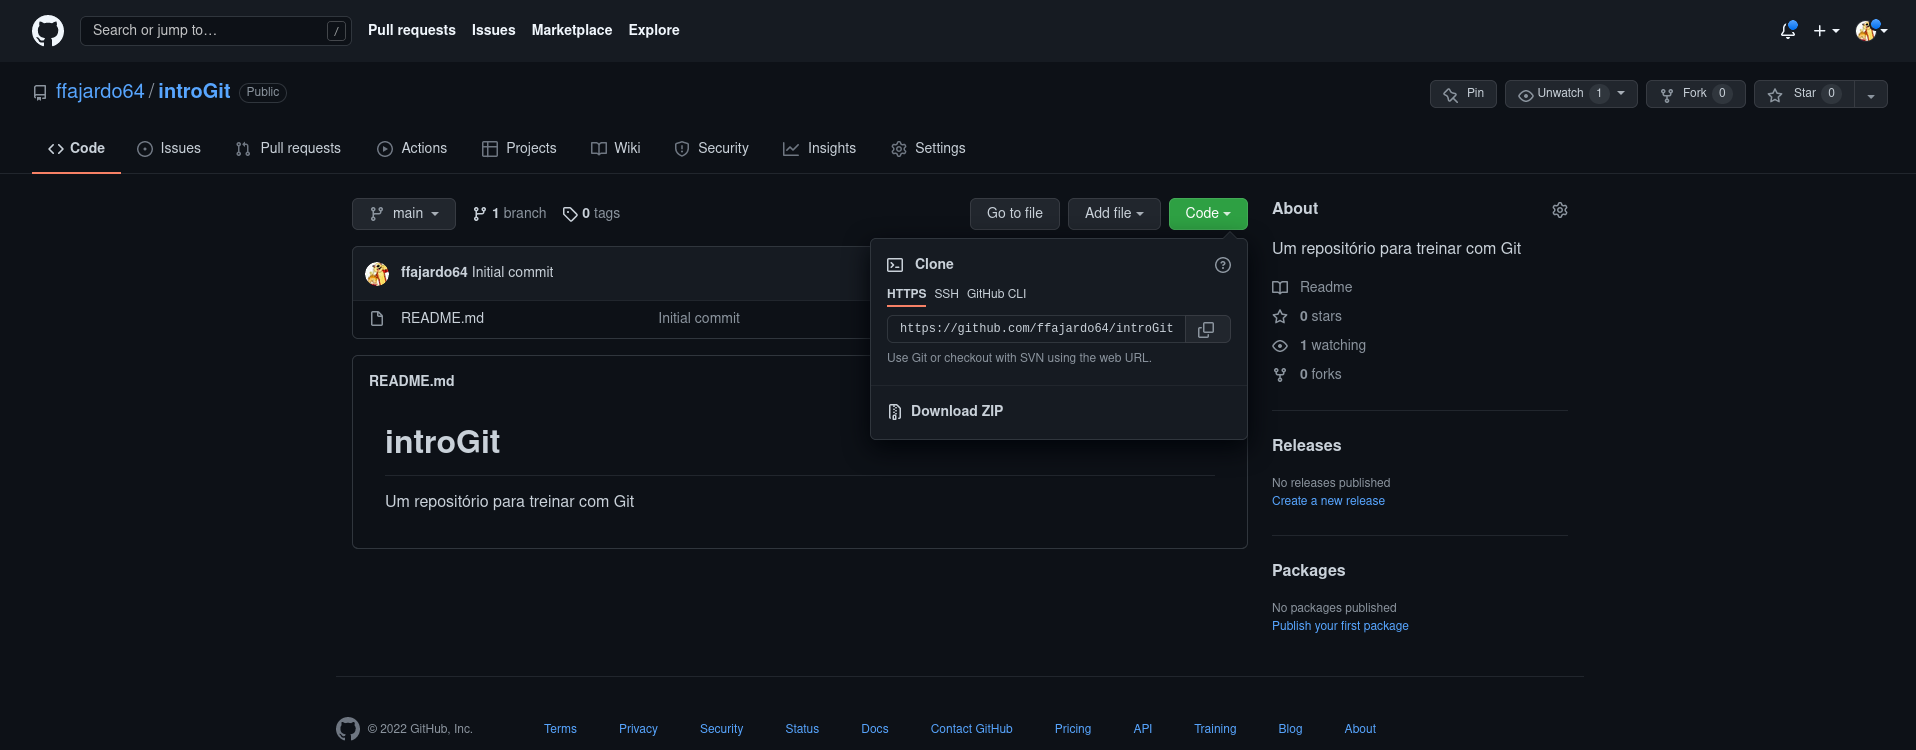 Search or jump to… /
Pull requests Issues Marketplace Explore
ffajardo64 / introGit Public
Pin Unwatch 1 Fork 0 Star 0
Code Issues Pull requests Actions Projects Wiki Security Insights Settings
main 1 branch 0 tags
Go to file Add file Code
ffajardo64 Initial commit
README.md Initial commit
Clone
HTTPS SSH GitHub CLI
https://github.com/ffajardo64/introGit
Use Git or checkout with SVN using the web URL.
Download ZIP
README.md
introGit
Um repositório para treinar com Git
About
Um repositório para treinar com Git
Readme
0 stars
1 watching
0 forks
Releases
No releases published
Create a new release
Packages
No packages published
Publish your first package
© 2022 GitHub, Inc. Terms Privacy Security Status Docs Contact GitHub Pricing API Training Blog About